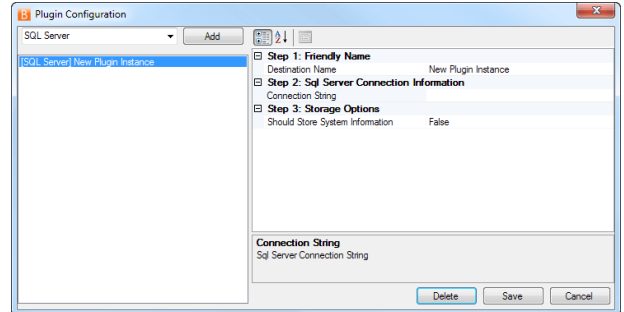 B Plugin Configuration
SQL Server Add
[SQL Server] New Plugin Instance
Step 1: Friendly Name
Destination Name New Plugin Instance
Step 2: Sql Server Connection Information
Connection String
Step 3: Storage Options
Should Store System Information False
Connection String
Sql Server Connection String
Delete Save Cancel